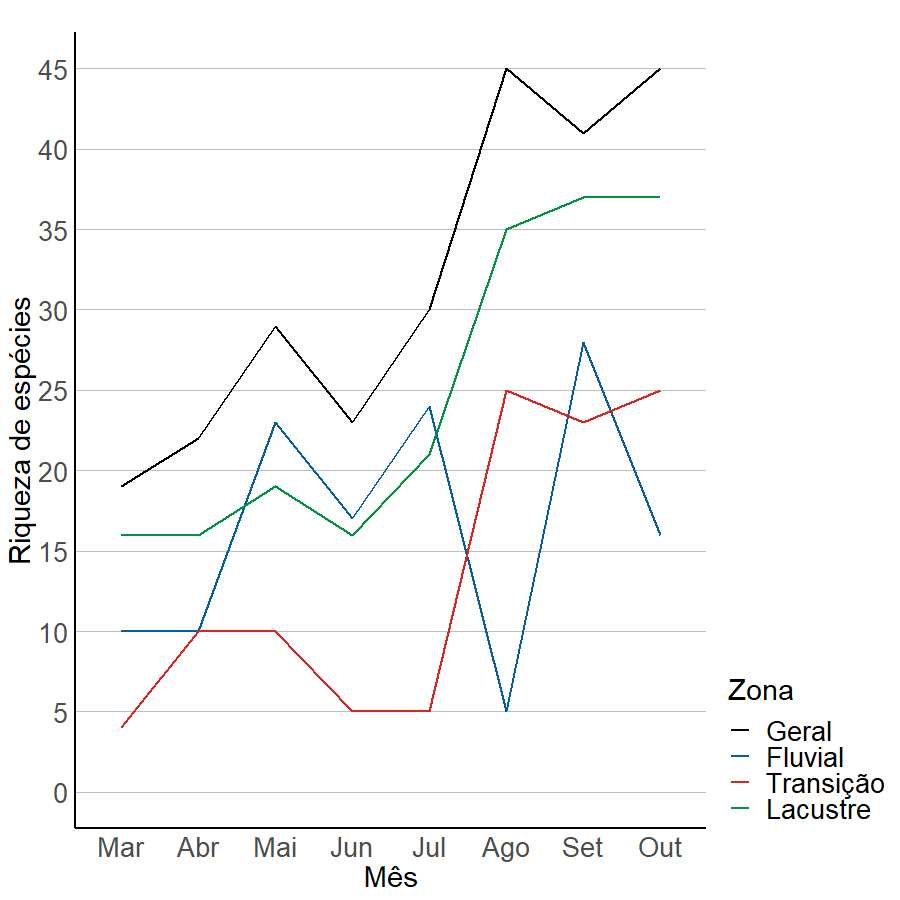 Riqueza de espécies
45
40
35
30
25
20
15
10
5
0
Mar Abr Mai Jun Jul Ago Set Out
Mês
Zona
Geral
Fluvial
Transição
Lacustre